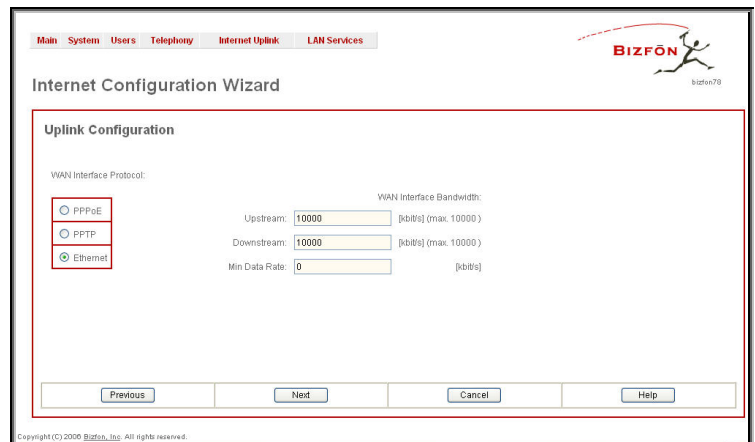 Main System Users Telephony Internet Uplink LAN Services
BIZFŌN
bizfon78
Internet Configuration Wizard
Uplink Configuration
WAN Interface Protocol:
WAN Interface Bandwidth:
PPPoE
Upstream: 10000 [kbit/s] (max. 10000 )
PPTP
Downstream: 10000 [kbit/s] (max. 10000 )
Ethernet
Min Data Rate: 0 [kbit/s]
Previous Next Cancel Help
Copyright (C) 2006 Bizfon, Inc. All rights reserved.